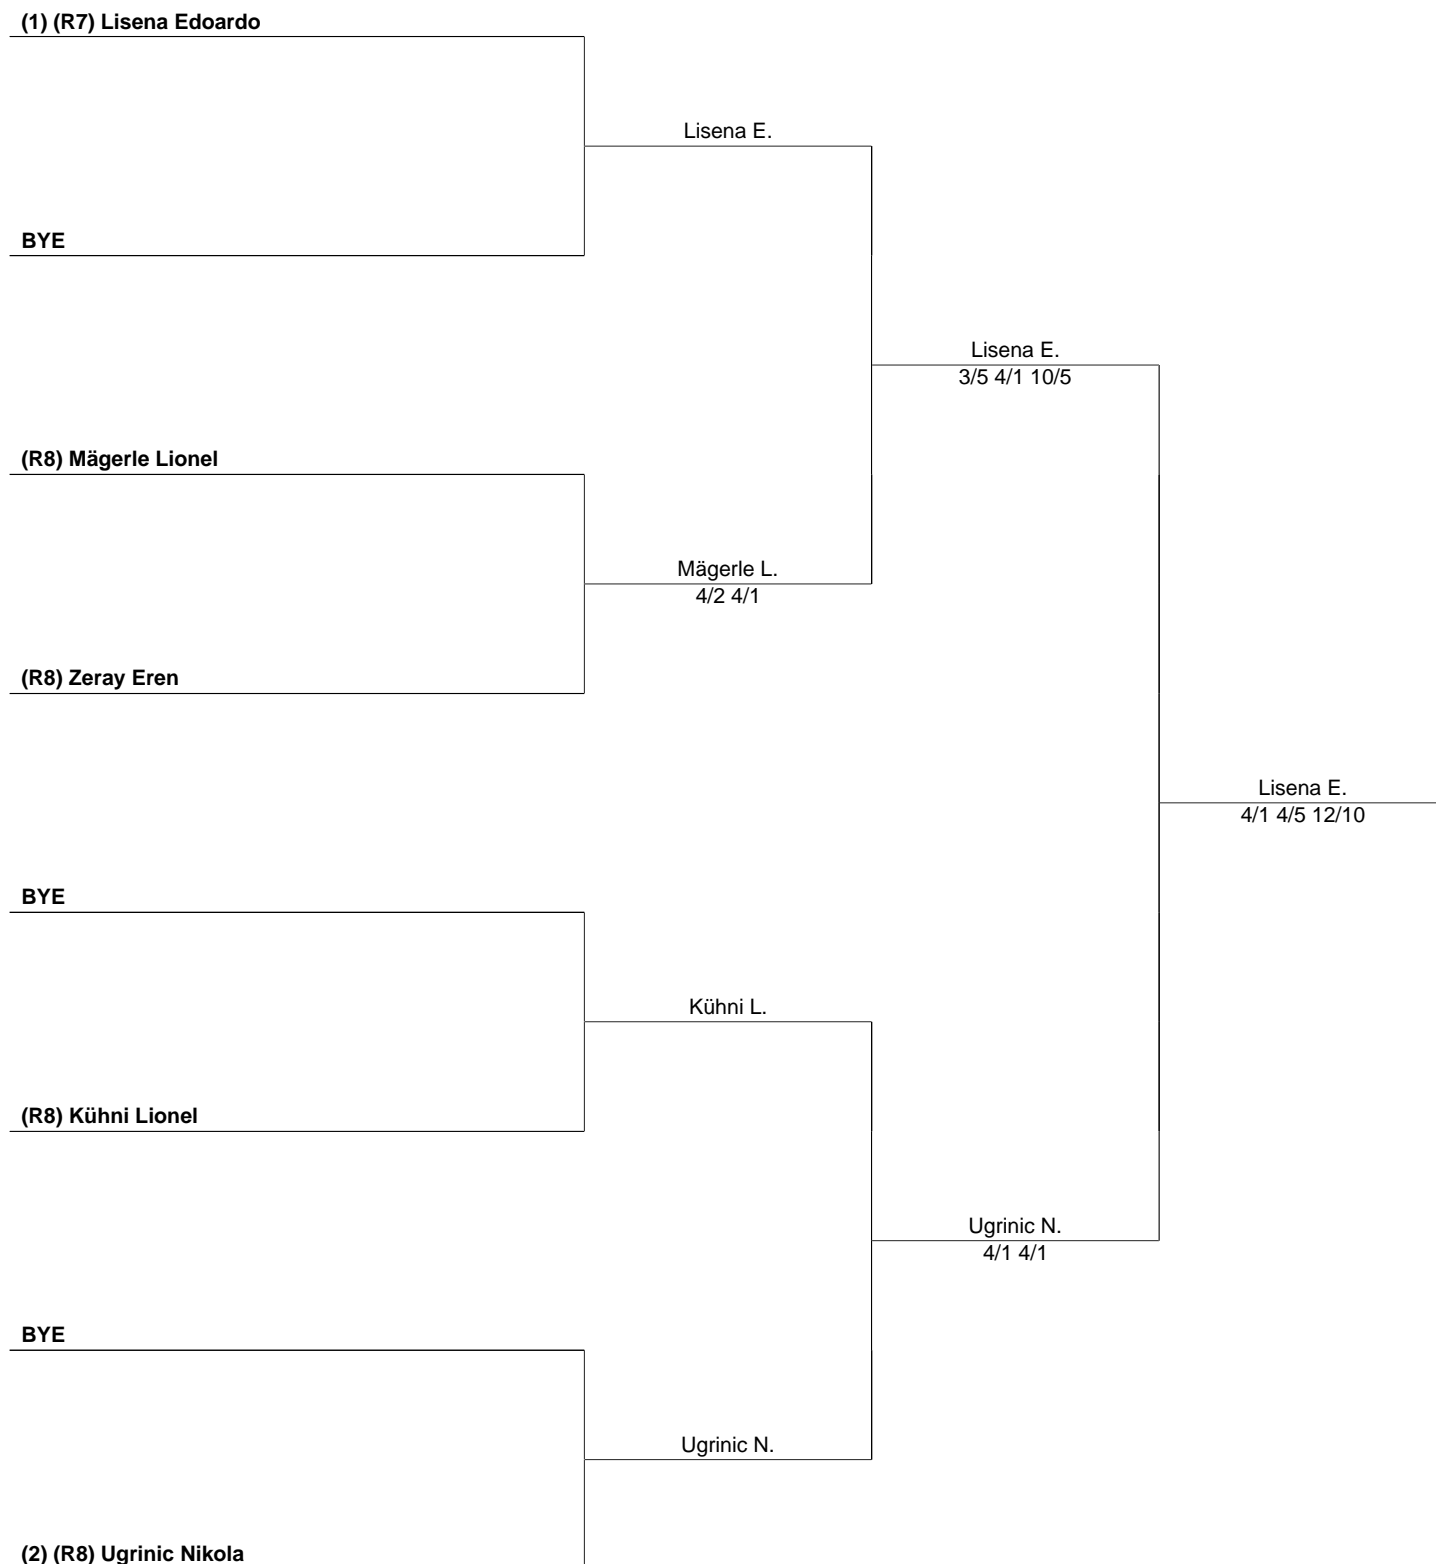 (1) (R7) Lisena Edoardo
Lisena E.
BYE
Lisena E.
3/5 4/1 10/5
(R8) Mägerle Lionel
Mägerle L.
4/2 4/1
(R8) Zeray Eren
Lisena E.
4/1 4/5 12/10
BYE
Kühni L.
(R8) Kühni Lionel
Ugrinic N.
4/1 4/1
BYE
Ugrinic N.
(2) (R8) Ugrinic Nikola